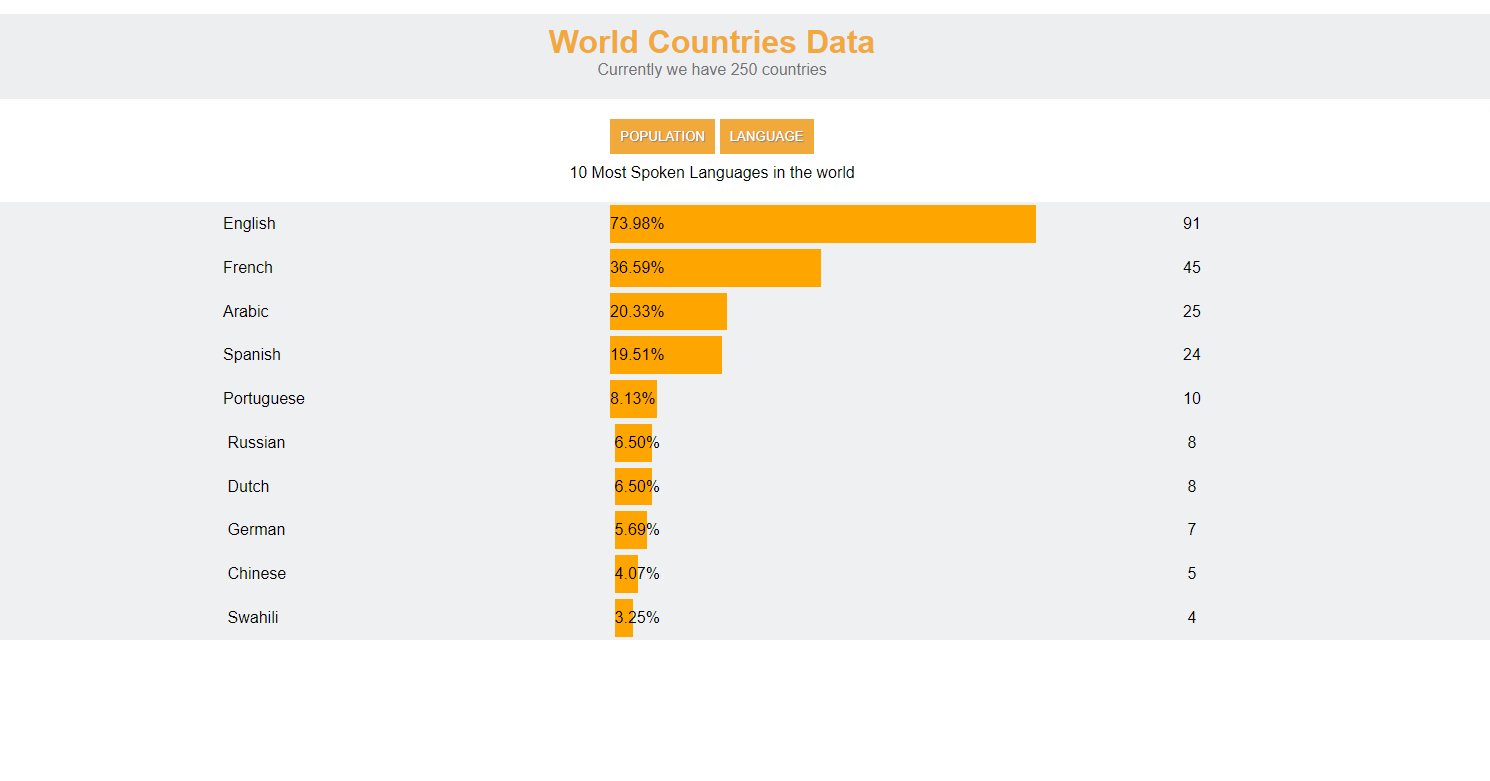 World Countries Data
Currently we have 250 countries
POPULATION LANGUAGE
10 Most Spoken Languages in the world
English 73.98% 91
French 36.59% 45
Arabic 20.33% 25
Spanish 19.51% 24
Portuguese 8.13% 10
Russian 6.50% 8
Dutch 6.50% 8
German 5.69% 7
Chinese 4.07% 5
Swahili 3.25% 4